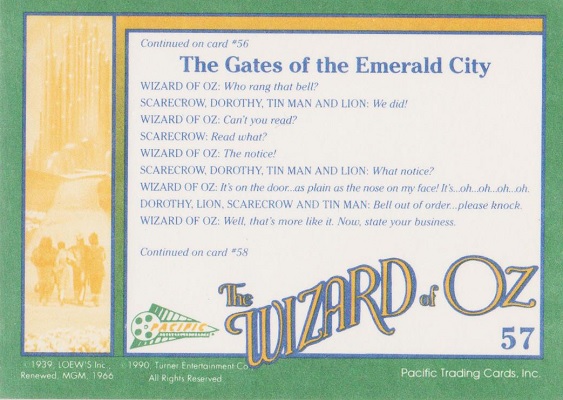 Continued on card #56
The Gates of the Emerald City
WIZARD OF OZ: Who rang that bell?
SCARECROW, DOROTHY, TIN MAN AND LION: We did!
WIZARD OF OZ: Can't you read?
SCARECROW: Read what?
WIZARD OF OZ: The notice!
SCARECROW, DOROTHY, TIN MAN AND LION: What notice?
WIZARD OF OZ: It's on the door...as plain as the nose on my face! It's...oh...oh...oh...oh.
DOROTHY, LION, SCARECROW AND TIN MAN: Bell out of order...please knock.
WIZARD OF OZ: Well, that's more like it. Now, state your business.
Continued on card #58
The WIZARD of OZ
PACIFIC
57
©1939, LOEW'S Inc.,
Renewed, MGM, 1966
©1990 Turner Entertainment Co.
All Rights Reserved
Pacific Trading Cards, Inc.